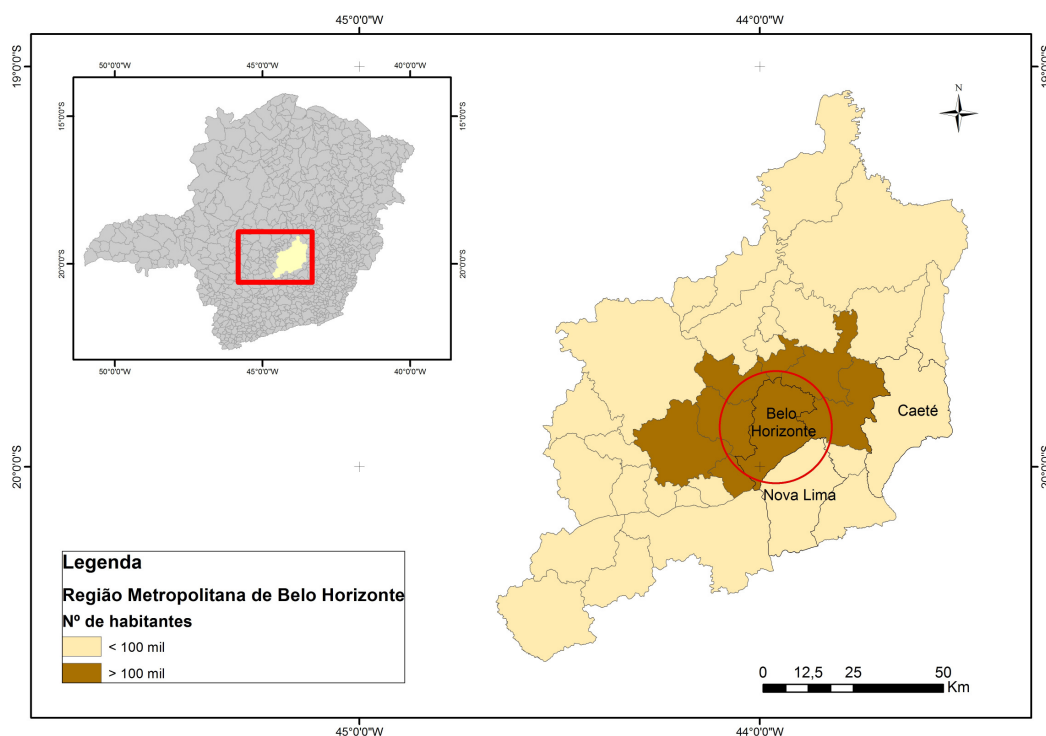 45°0'0"W 44°0'0"W
19°0'0"S 19°0'0"S
50°0'0"W 45°0'0"W 40°0'0"W
15°0'0"S 15°0'0"S
N
20°0'0"S 20°0'0"S
50°0'0"W 45°0'0"W 40°0'0"W
Belo
Horizonte
Caeté
20°0'0"S 20°0'0"S
Nova Lima
Legenda
Região Metropolitana de Belo Horizonte
Nº de habitantes
< 100 mil
> 100 mil
0 12,5 25 50
Km
45°0'0"W 44°0'0"W